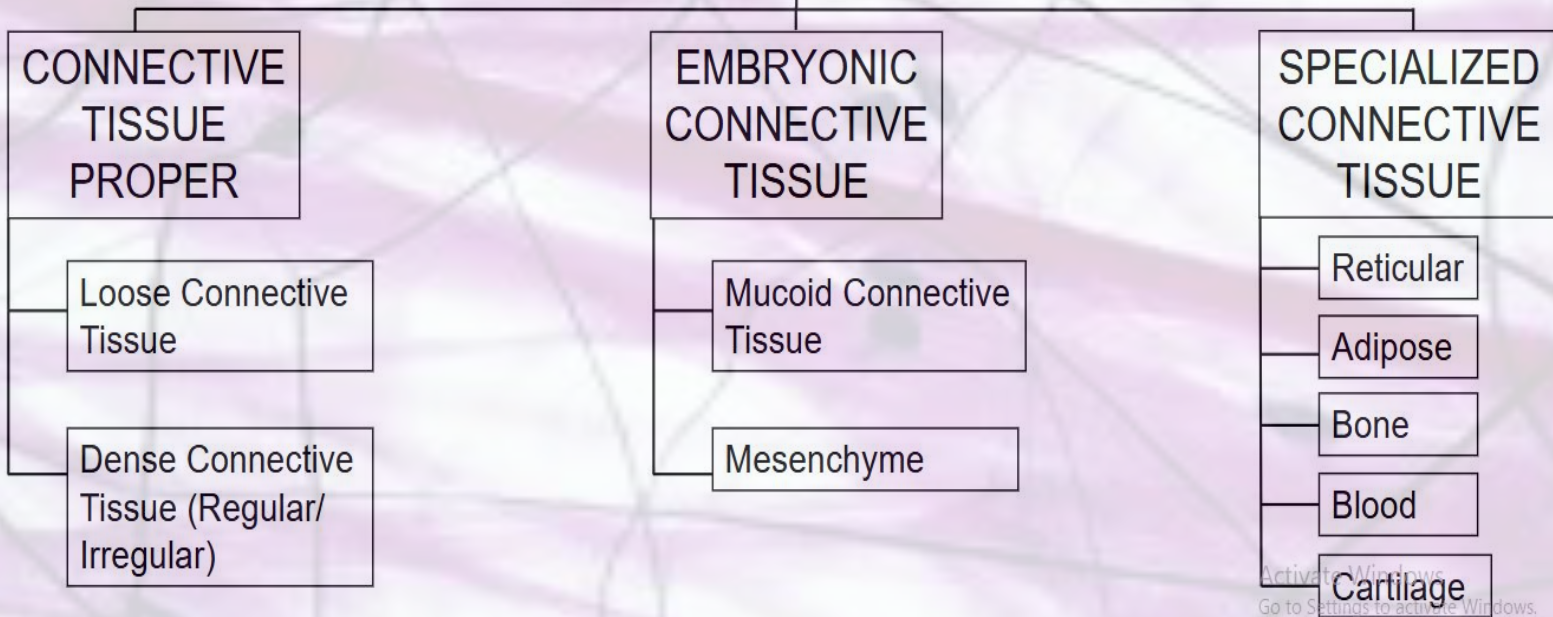 CONNECTIVE
TISSUE
PROPER
Loose Connective
Tissue
Dense Connective
Tissue (Regular/
Irregular)
EMBRYONIC
CONNECTIVE
TISSUE
Mucoid Connective
Tissue
Mesenchyme
SPECIALIZED
CONNECTIVE
TISSUE
Reticular
Adipose
Bone
Blood
Cartilage
Activate Windows
Go to Settings to activate Windows.